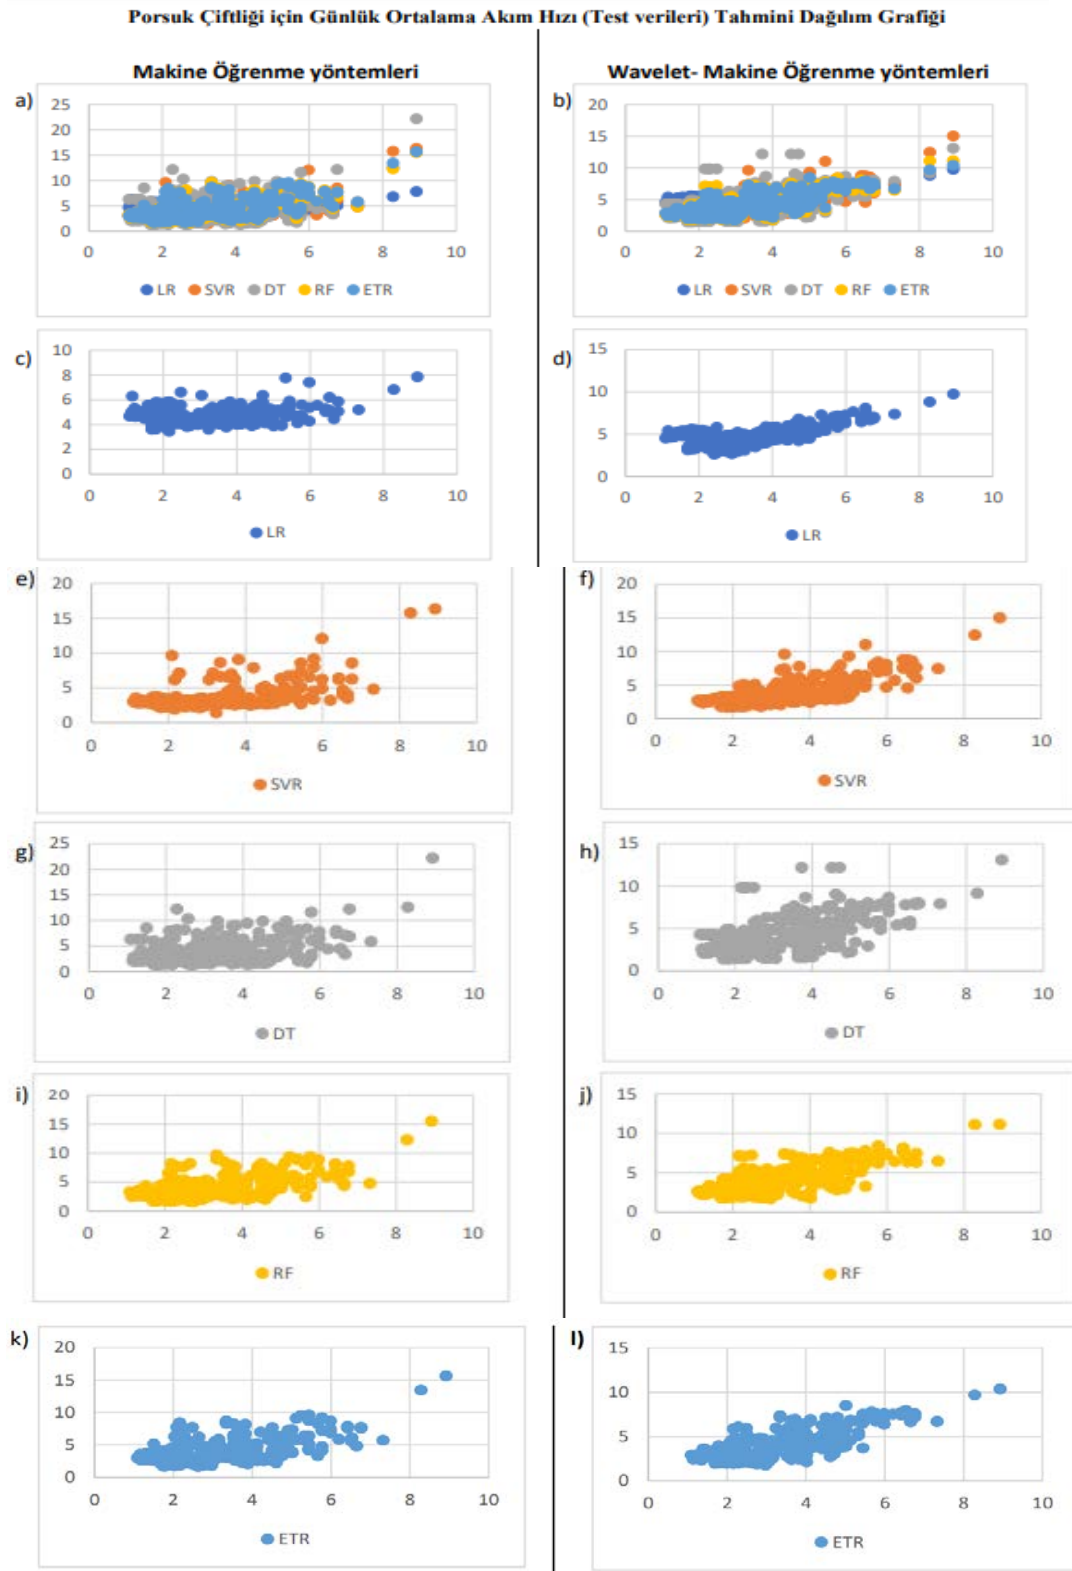 Porsuk Çiftliği için Günlük Ortalama Akım Hızı (Test verileri) Tahmini Dağılım Grafiği
Makine Öğrenme yöntemleri
Wavelet- Makine Öğrenme yöntemleri
a)
25
20
15
10
5
0
0 2 4 6 8 10
LR SVR DT RF ETR
b)
20
15
10
5
0
0 2 4 6 8 10
LR SVR DT RF ETR
c)
10
8
6
4
2
0
0 2 4 6 8 10
LR
d)
15
10
5
0
0 2 4 6 8 10
LR
e)
20
15
10
5
0
0 2 4 6 8 10
SVR
f)
20
15
10
5
0
0 2 4 6 8 10
SVR
g)
25
20
15
10
5
0
0 2 4 6 8 10
DT
h)
15
10
5
0
0 2 4 6 8 10
DT
i)
20
15
10
5
0
0 2 4 6 8 10
RF
j)
15
10
5
0
0 2 4 6 8 10
RF
k)
20
15
10
5
0
0 2 4 6 8 10
ETR
l)
15
10
5
0
0 2 4 6 8 10
ETR